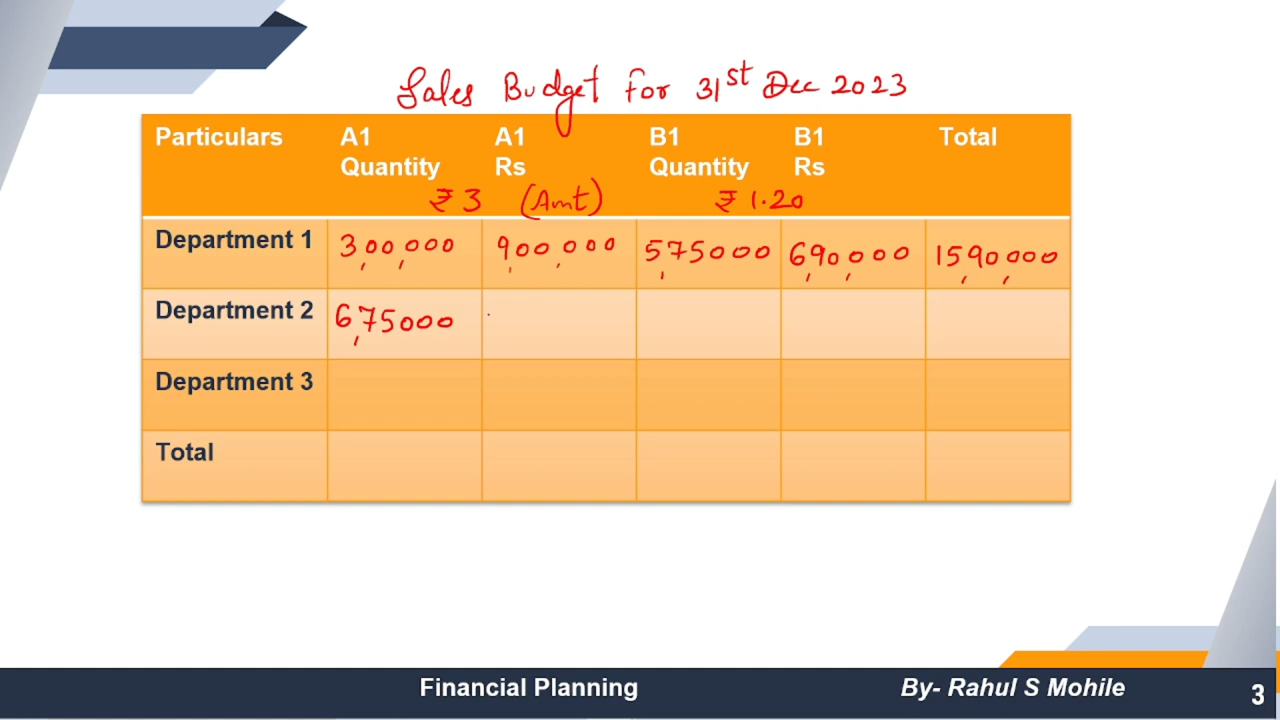 Sales Budget for 31st Dec 2023
Particulars A1 Quantity A1 Rs B1 Quantity B1 Rs Total
₹ 3 (Amt) ₹ 1.20
Department 1 300,000 900,000 575000 690,000 1590,000
Department 2 675000
Department 3
Total
Financial Planning By- Rahul S Mohile 3